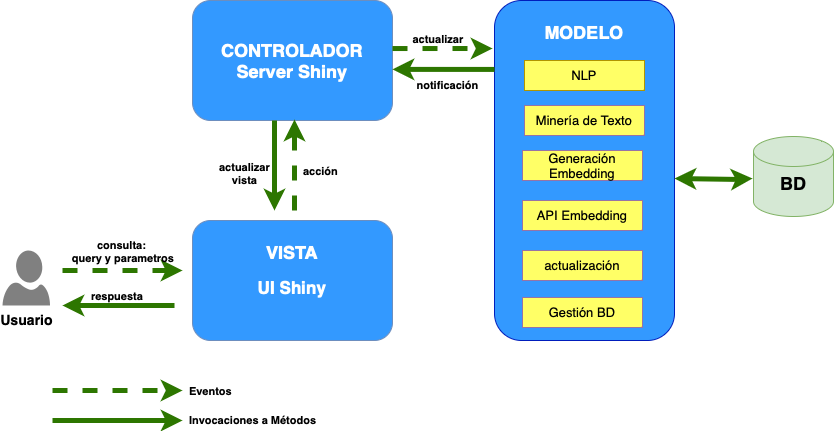 CONTROLADOR
Server Shiny
actualizar
notificación
MODELO
NLP
Minería de Texto
Generación
Embedding
API Embedding
actualización
Gestión BD
BD
actualizar
vista
acción
VISTA
UI Shiny
consulta:
query y parametros
respuesta
Usuario
Eventos
Invocaciones a Métodos